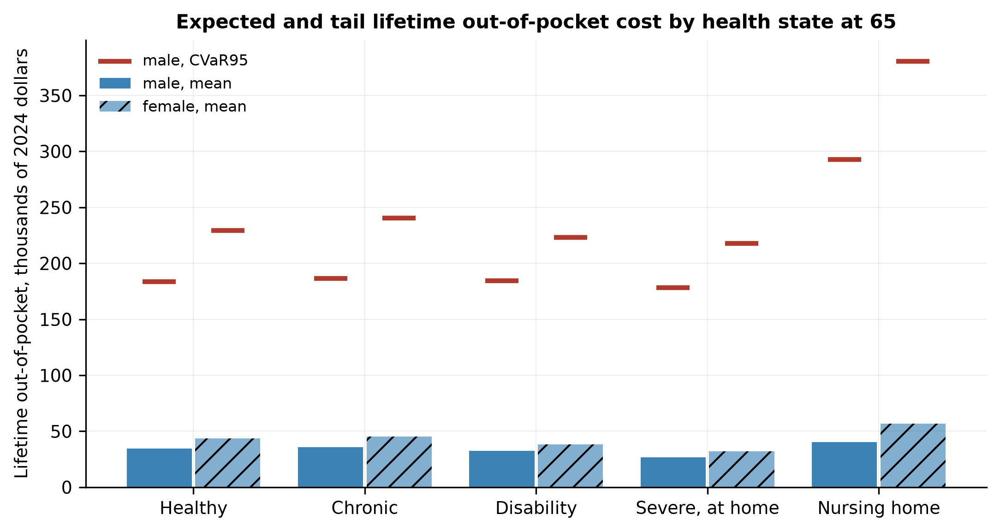 Expected and tail lifetime out-of-pocket cost by health state at 65
male, CVaR95
male, mean
female, mean
Lifetime out-of-pocket, thousands of 2024 dollars
350
300
250
200
150
100
50
0
Healthy
Chronic
Disability
Severe, at home
Nursing home